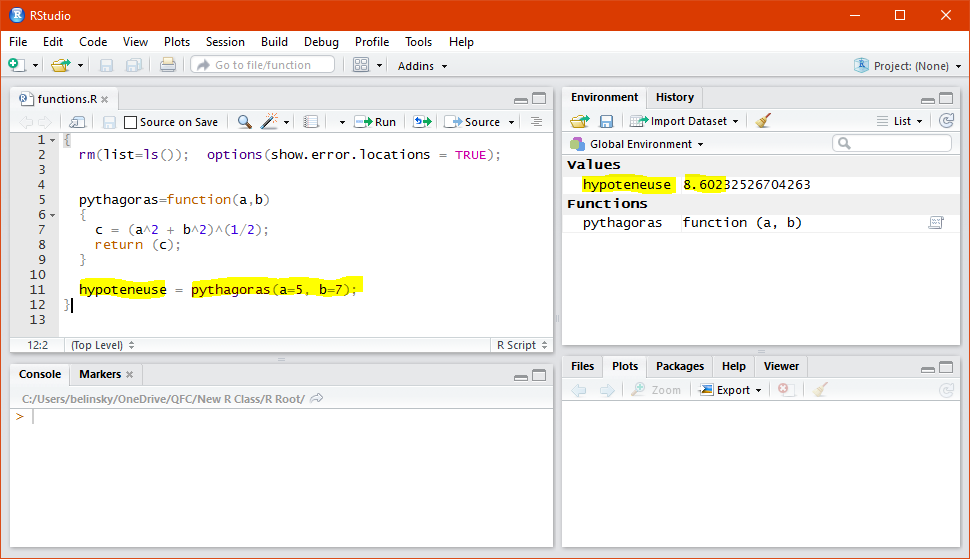 RStudio
File Edit Code View Plots Session Build Debug Profile Tools Help
Go to file/function Addins Project: (None)
functions.R
Source on Save Run Source
1 {
2 rm(list=ls()); options(show.error.locations = TRUE);
3
4
5 pythagoras=function(a,b)
6 {
7 c = (a^2 + b^2)^(1/2);
8 return (c);
9 }
10
11 hypoteneuse = pythagoras(a=5, b=7);
12 }
13
12:2 (Top Level) R Script
Console Markers
C:/Users/belinsky/OneDrive/QFC/New R Class/R Root/
>
Environment History
Import Dataset List
Global Environment
Values
hypoteneuse 8.60232526704263
Functions
pythagoras function (a, b)
Files Plots Packages Help Viewer
Zoom Export